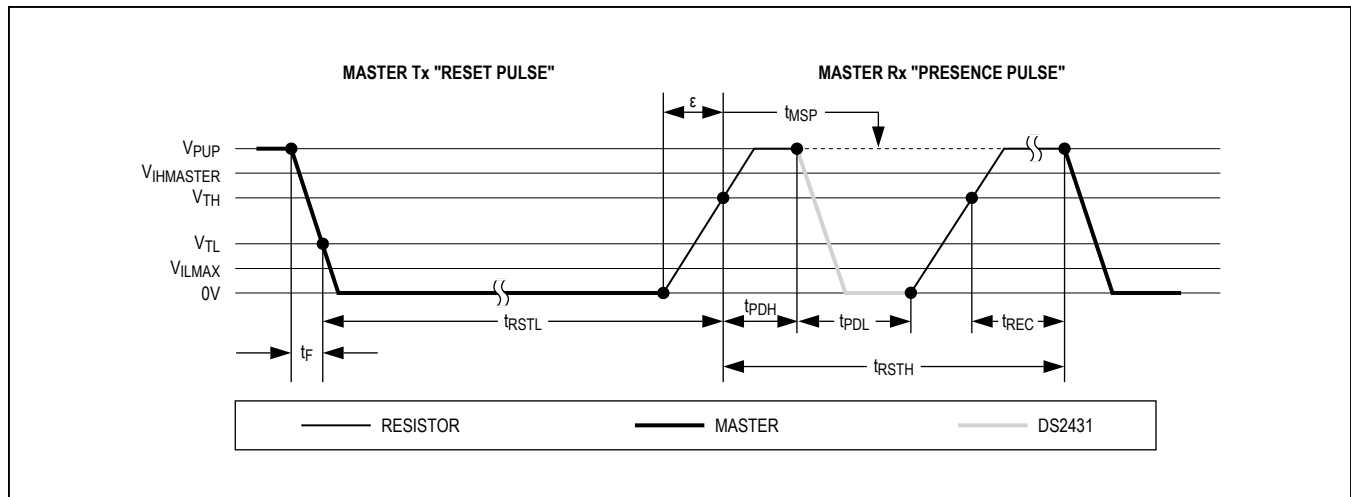 MASTER Tx "RESET PULSE" MASTER Rx "PRESENCE PULSE"
ε tMSP
VPUP
VIHMASTER
VTH
VTL
VILMAX
0V
tRSTL tPDH tPDL tREC
tF tRSTH
RESISTOR MASTER DS2431